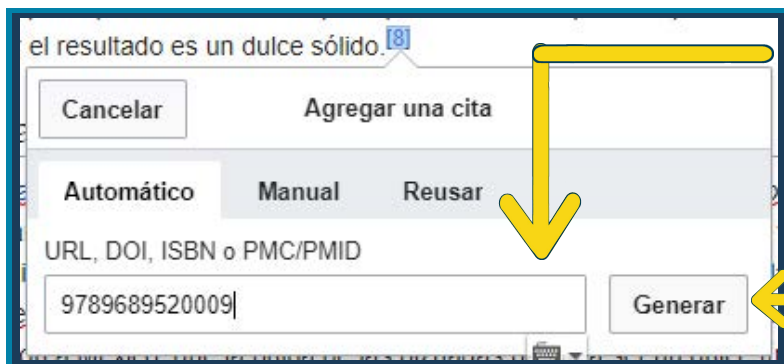 el resultado es un dulce sólido.[8]
Cancelar
Agregar una cita
Automático
Manual
Reusar
URL, DOI, ISBN o PMC/PMID
9789689520009
Generar